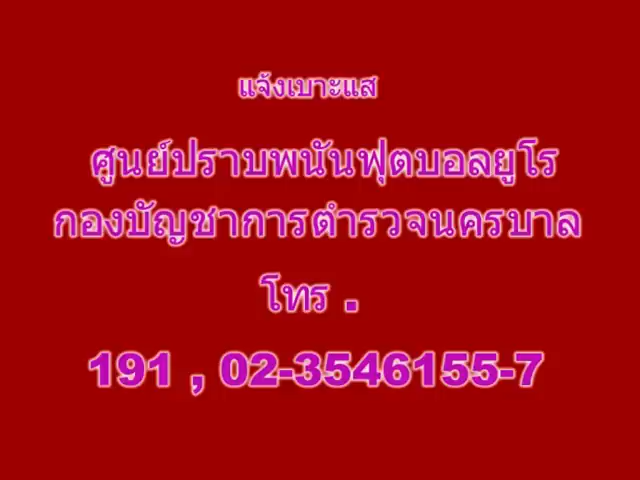 แจ้งเบาะแส
ศูนย์ปราบพนันฟุตบอลยูโร
กองบัญชาการตำรวจนครบาล
โทร .
191 , 02-3546155-7